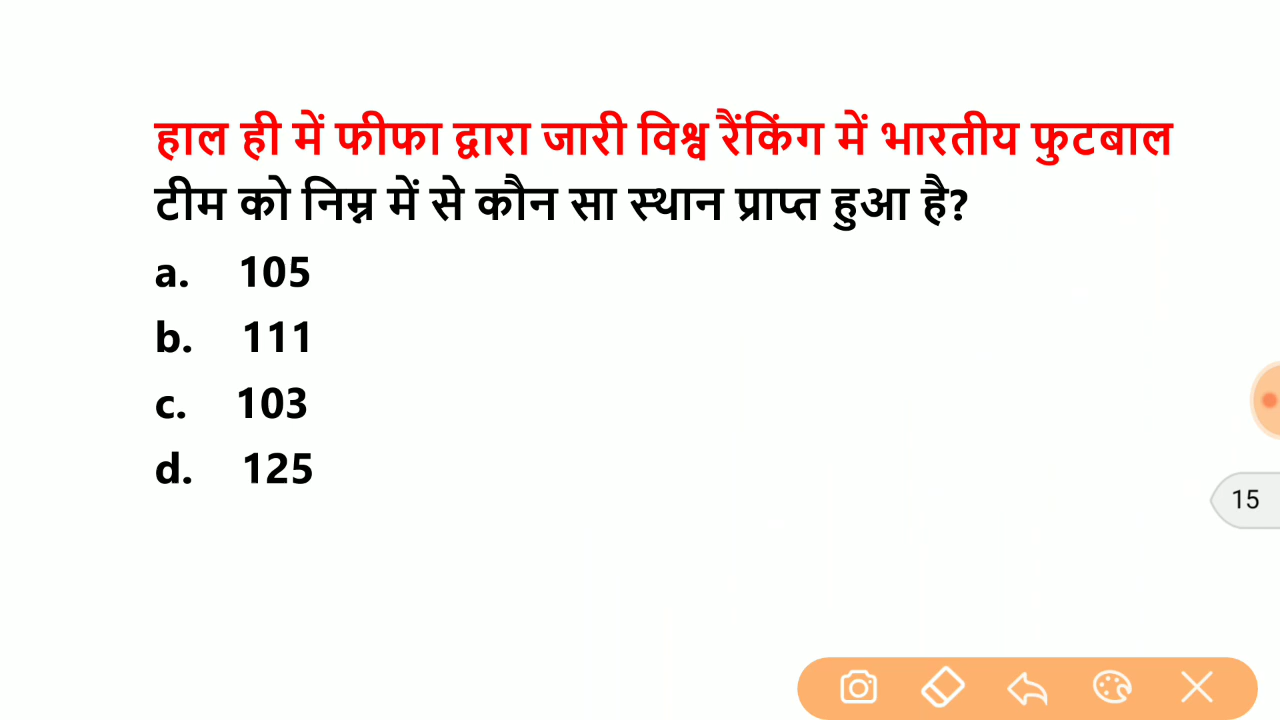 हाल ही में फीफा द्वारा जारी विश्व रैंकिंग में भारतीय फुटबाल
टीम को निम्न में से कौन सा स्थान प्राप्त हुआ है?
a. 105
b. 111
c. 103
d. 125
15